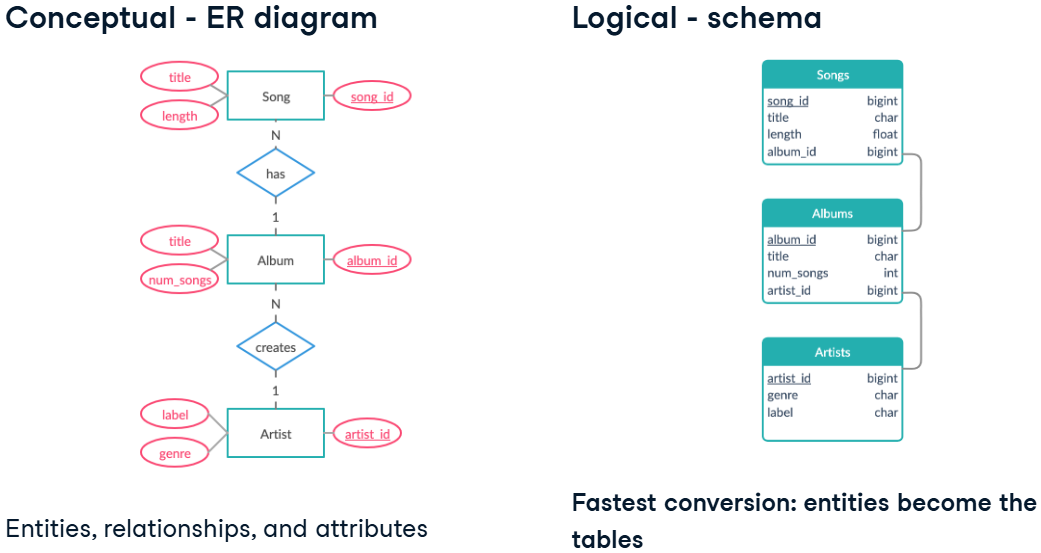 Conceptual - ER diagram
title
length
Song
song_id
N
has
1
title
num_songs
Album
album_id
N
creates
1
label
genre
Artist
artist_id
Entities, relationships, and attributes
Logical - schema
Songs
song_id bigint
title char
length float
album_id bigint
Albums
album_id bigint
title char
num_songs int
artist_id bigint
Artists
artist_id bigint
genre char
label char
Fastest conversion: entities become the
tables